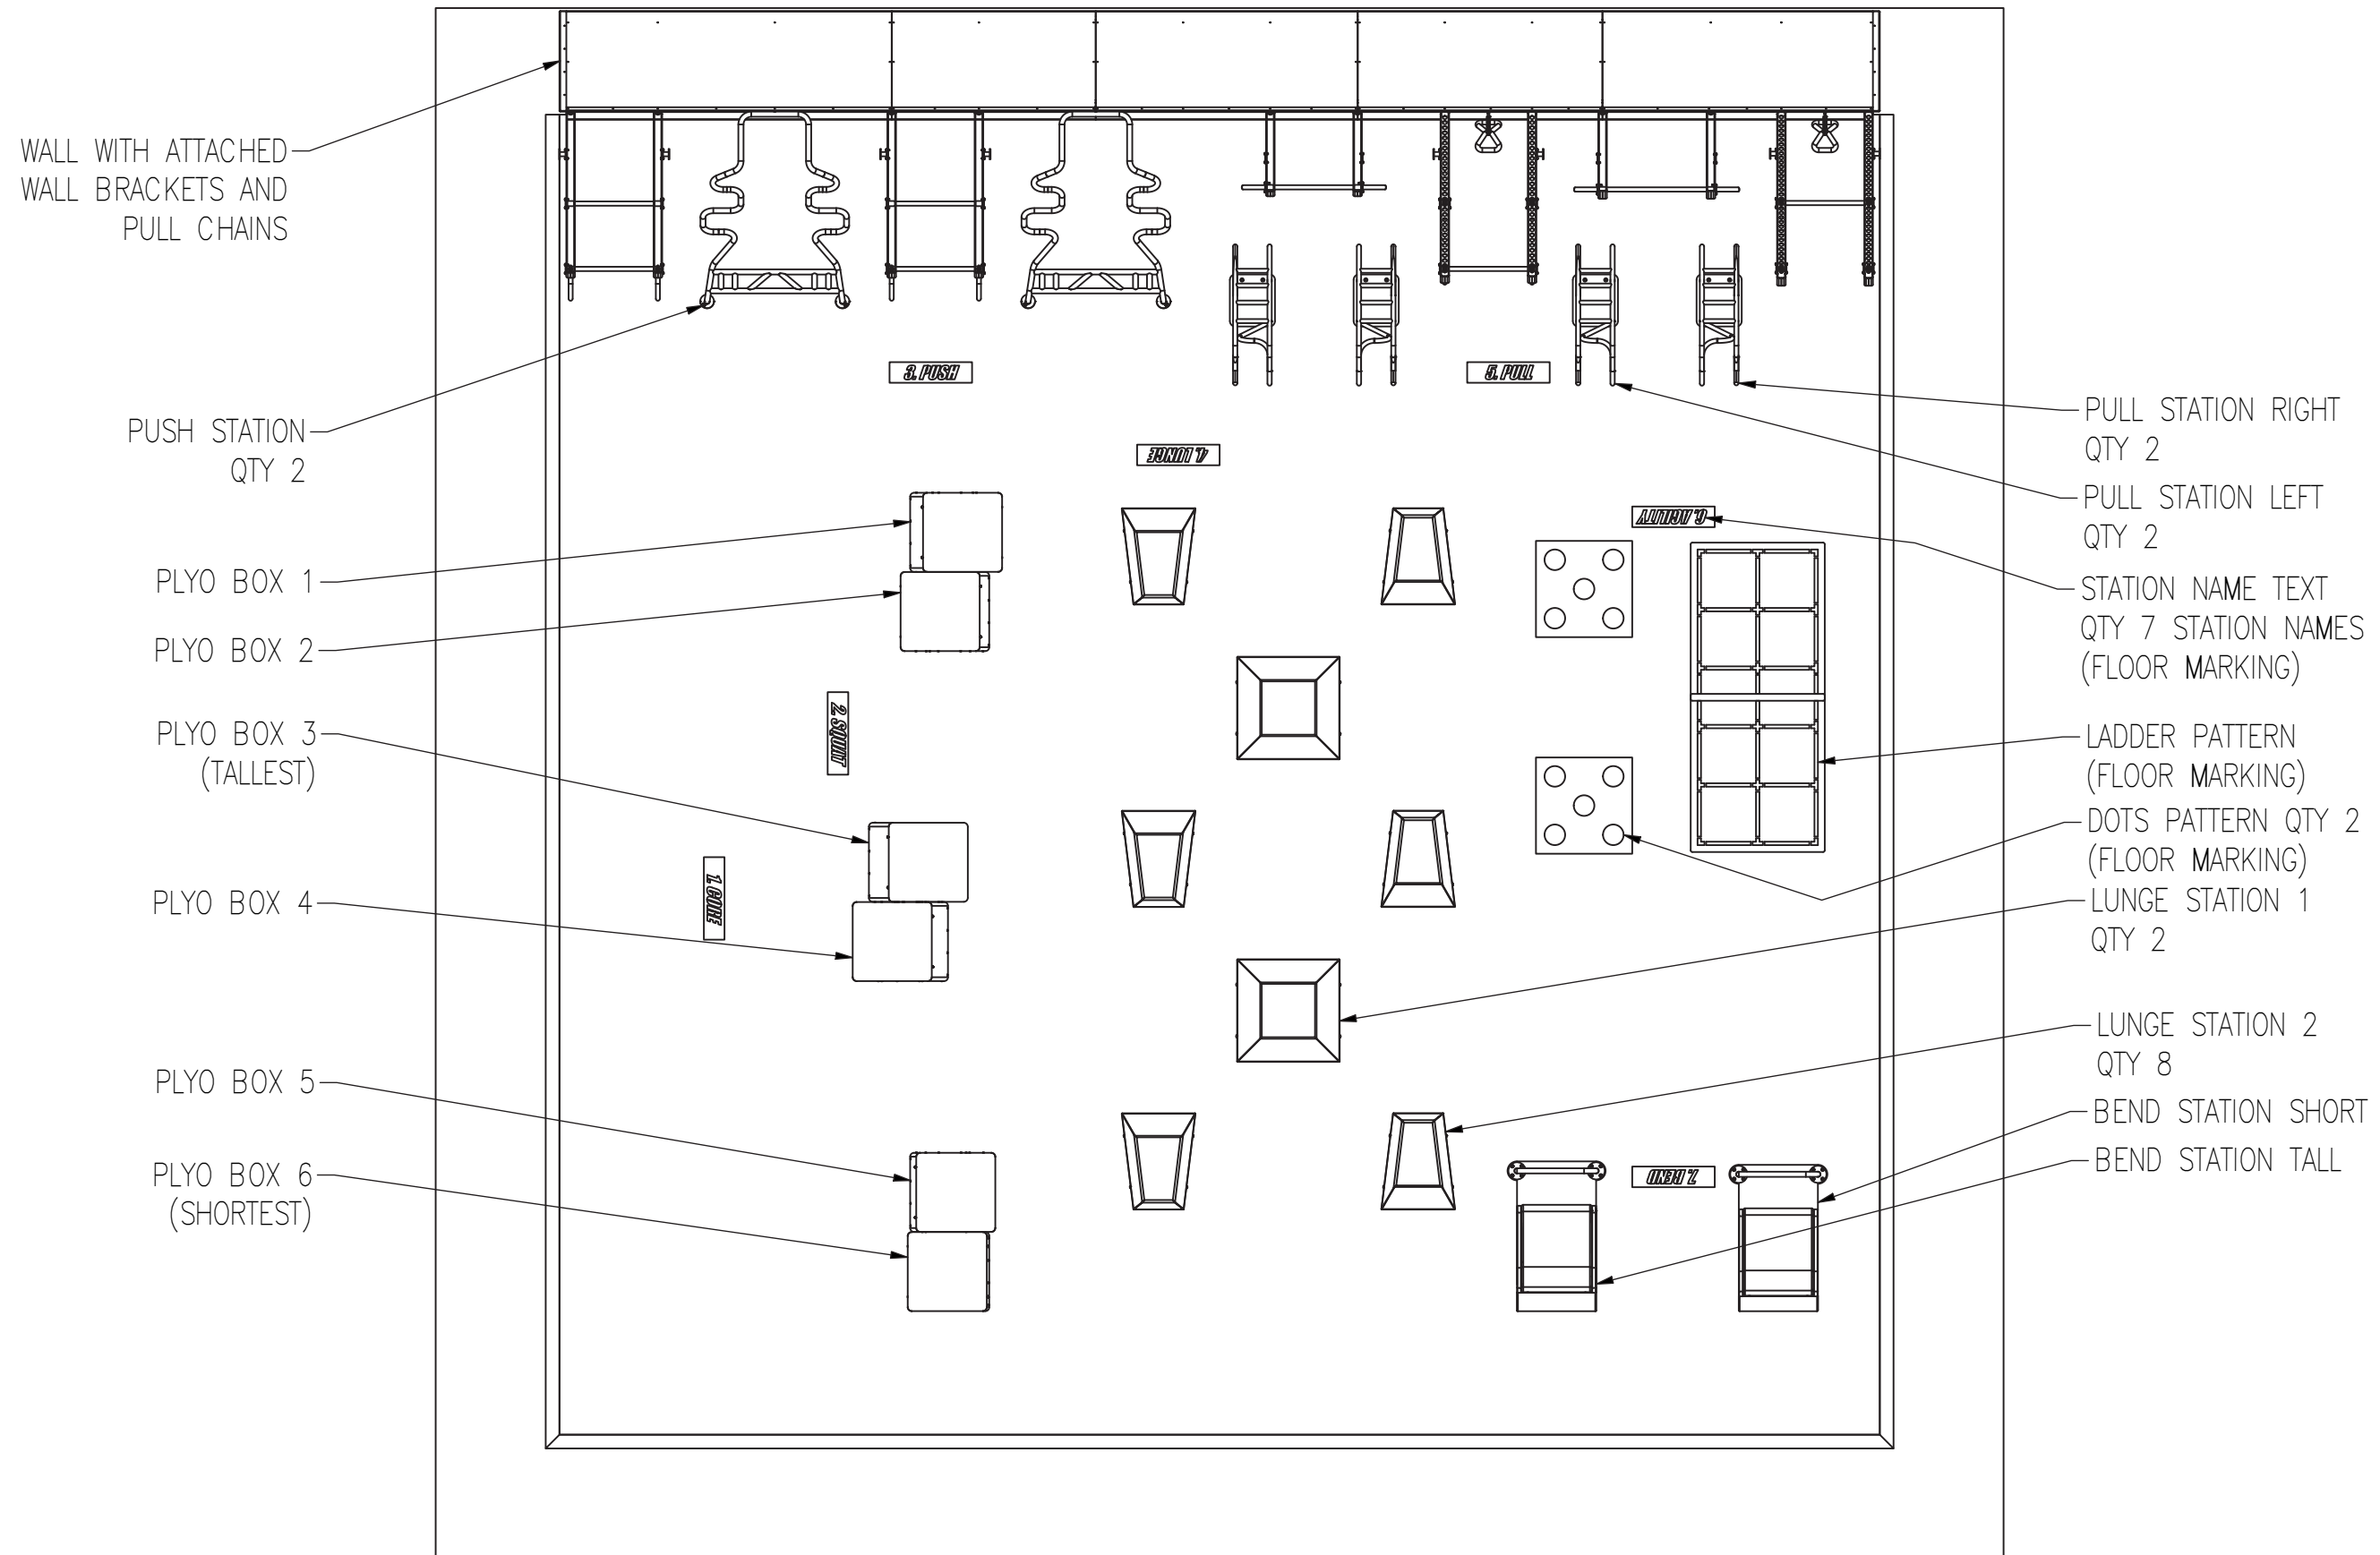 WALL WITH ATTACHED
WALL BRACKETS AND
PULL CHAINS
PUSH STATION
QTY 2
PLYO BOX 1
PLYO BOX 2
PLYO BOX 3
(TALLEST)
PLYO BOX 4
PLYO BOX 5
PLYO BOX 6
(SHORTEST)
3. PUSH
5. PULL
4. LUNGE
6. AGILITY
2. SQUAT
1. CORE
7. BEND
PULL STATION RIGHT
QTY 2
PULL STATION LEFT
QTY 2
STATION NAME TEXT
QTY 7 STATION NAMES
(FLOOR MARKING)
LADDER PATTERN
(FLOOR MARKING)
DOTS PATTERN QTY 2
(FLOOR MARKING)
LUNGE STATION 1
QTY 2
LUNGE STATION 2
QTY 8
BEND STATION SHORT
BEND STATION TALL